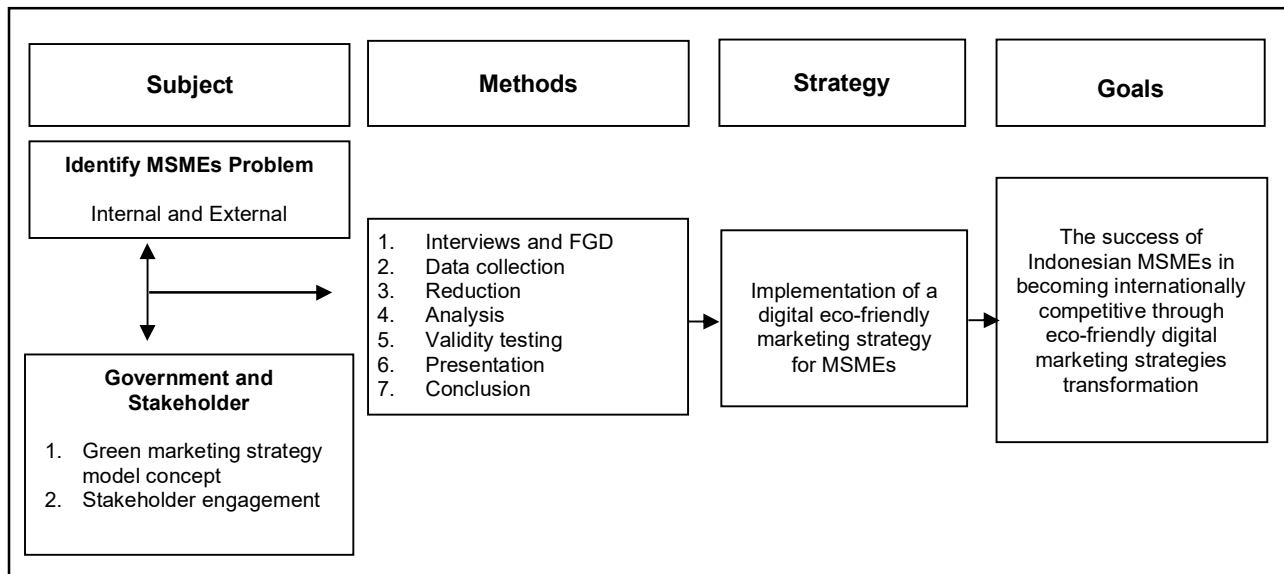 Subject
Methods
Strategy
Goals
Identify MSMEs Problem
Internal and External
Government and
Stakeholder
1. Green marketing strategy
model concept
2. Stakeholder engagement
1. Interviews and FGD
2. Data collection
3. Reduction
4. Analysis
5. Validity testing
6. Presentation
7. Conclusion
Implementation of a
digital eco-friendly
marketing strategy
for MSMEs
The success of
Indonesian MSMEs in
becoming internationally
competitive through
eco-friendly digital
marketing strategies
transformation